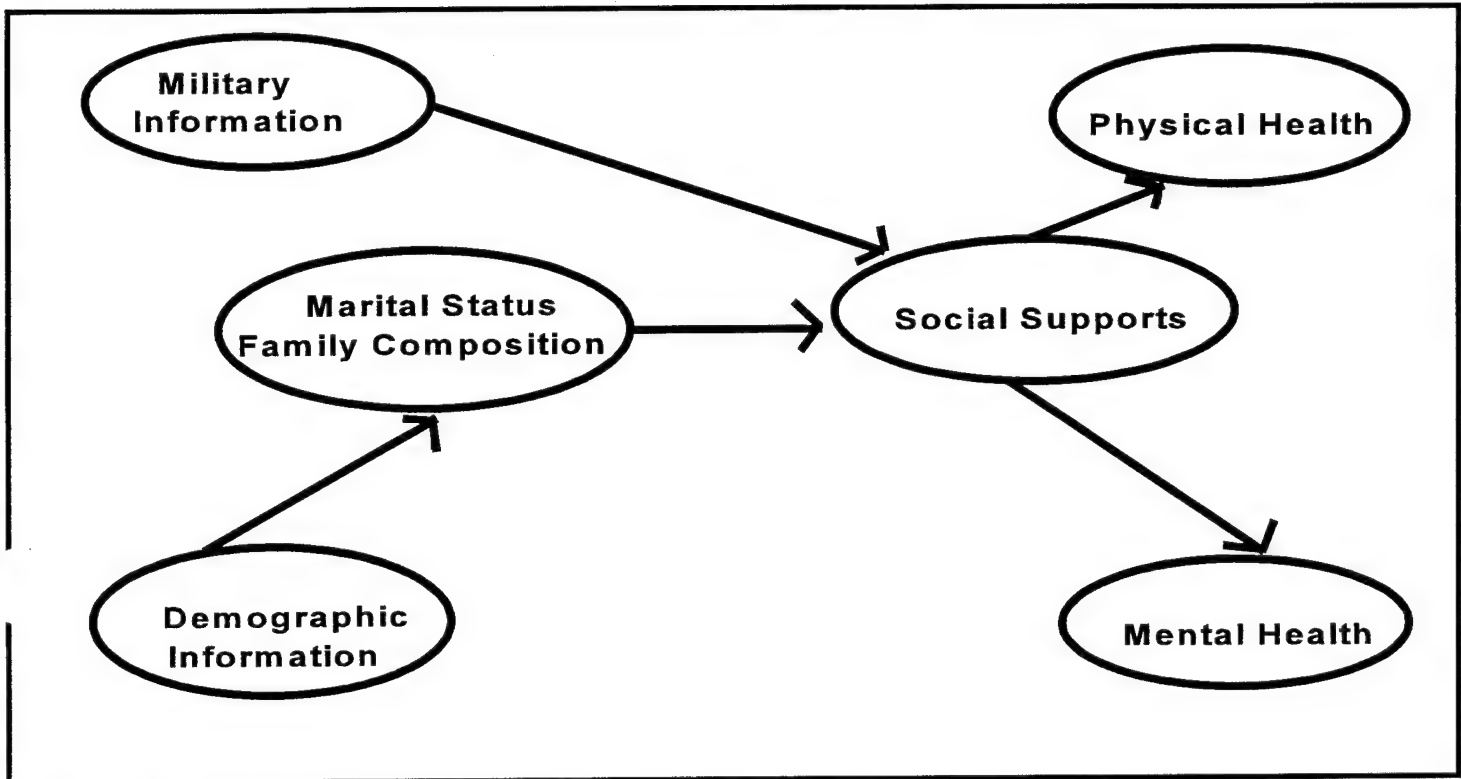 Military
Information
Physical Health
Marital Status
Family Composition
Social Supports
Demographic
Information
Mental Health